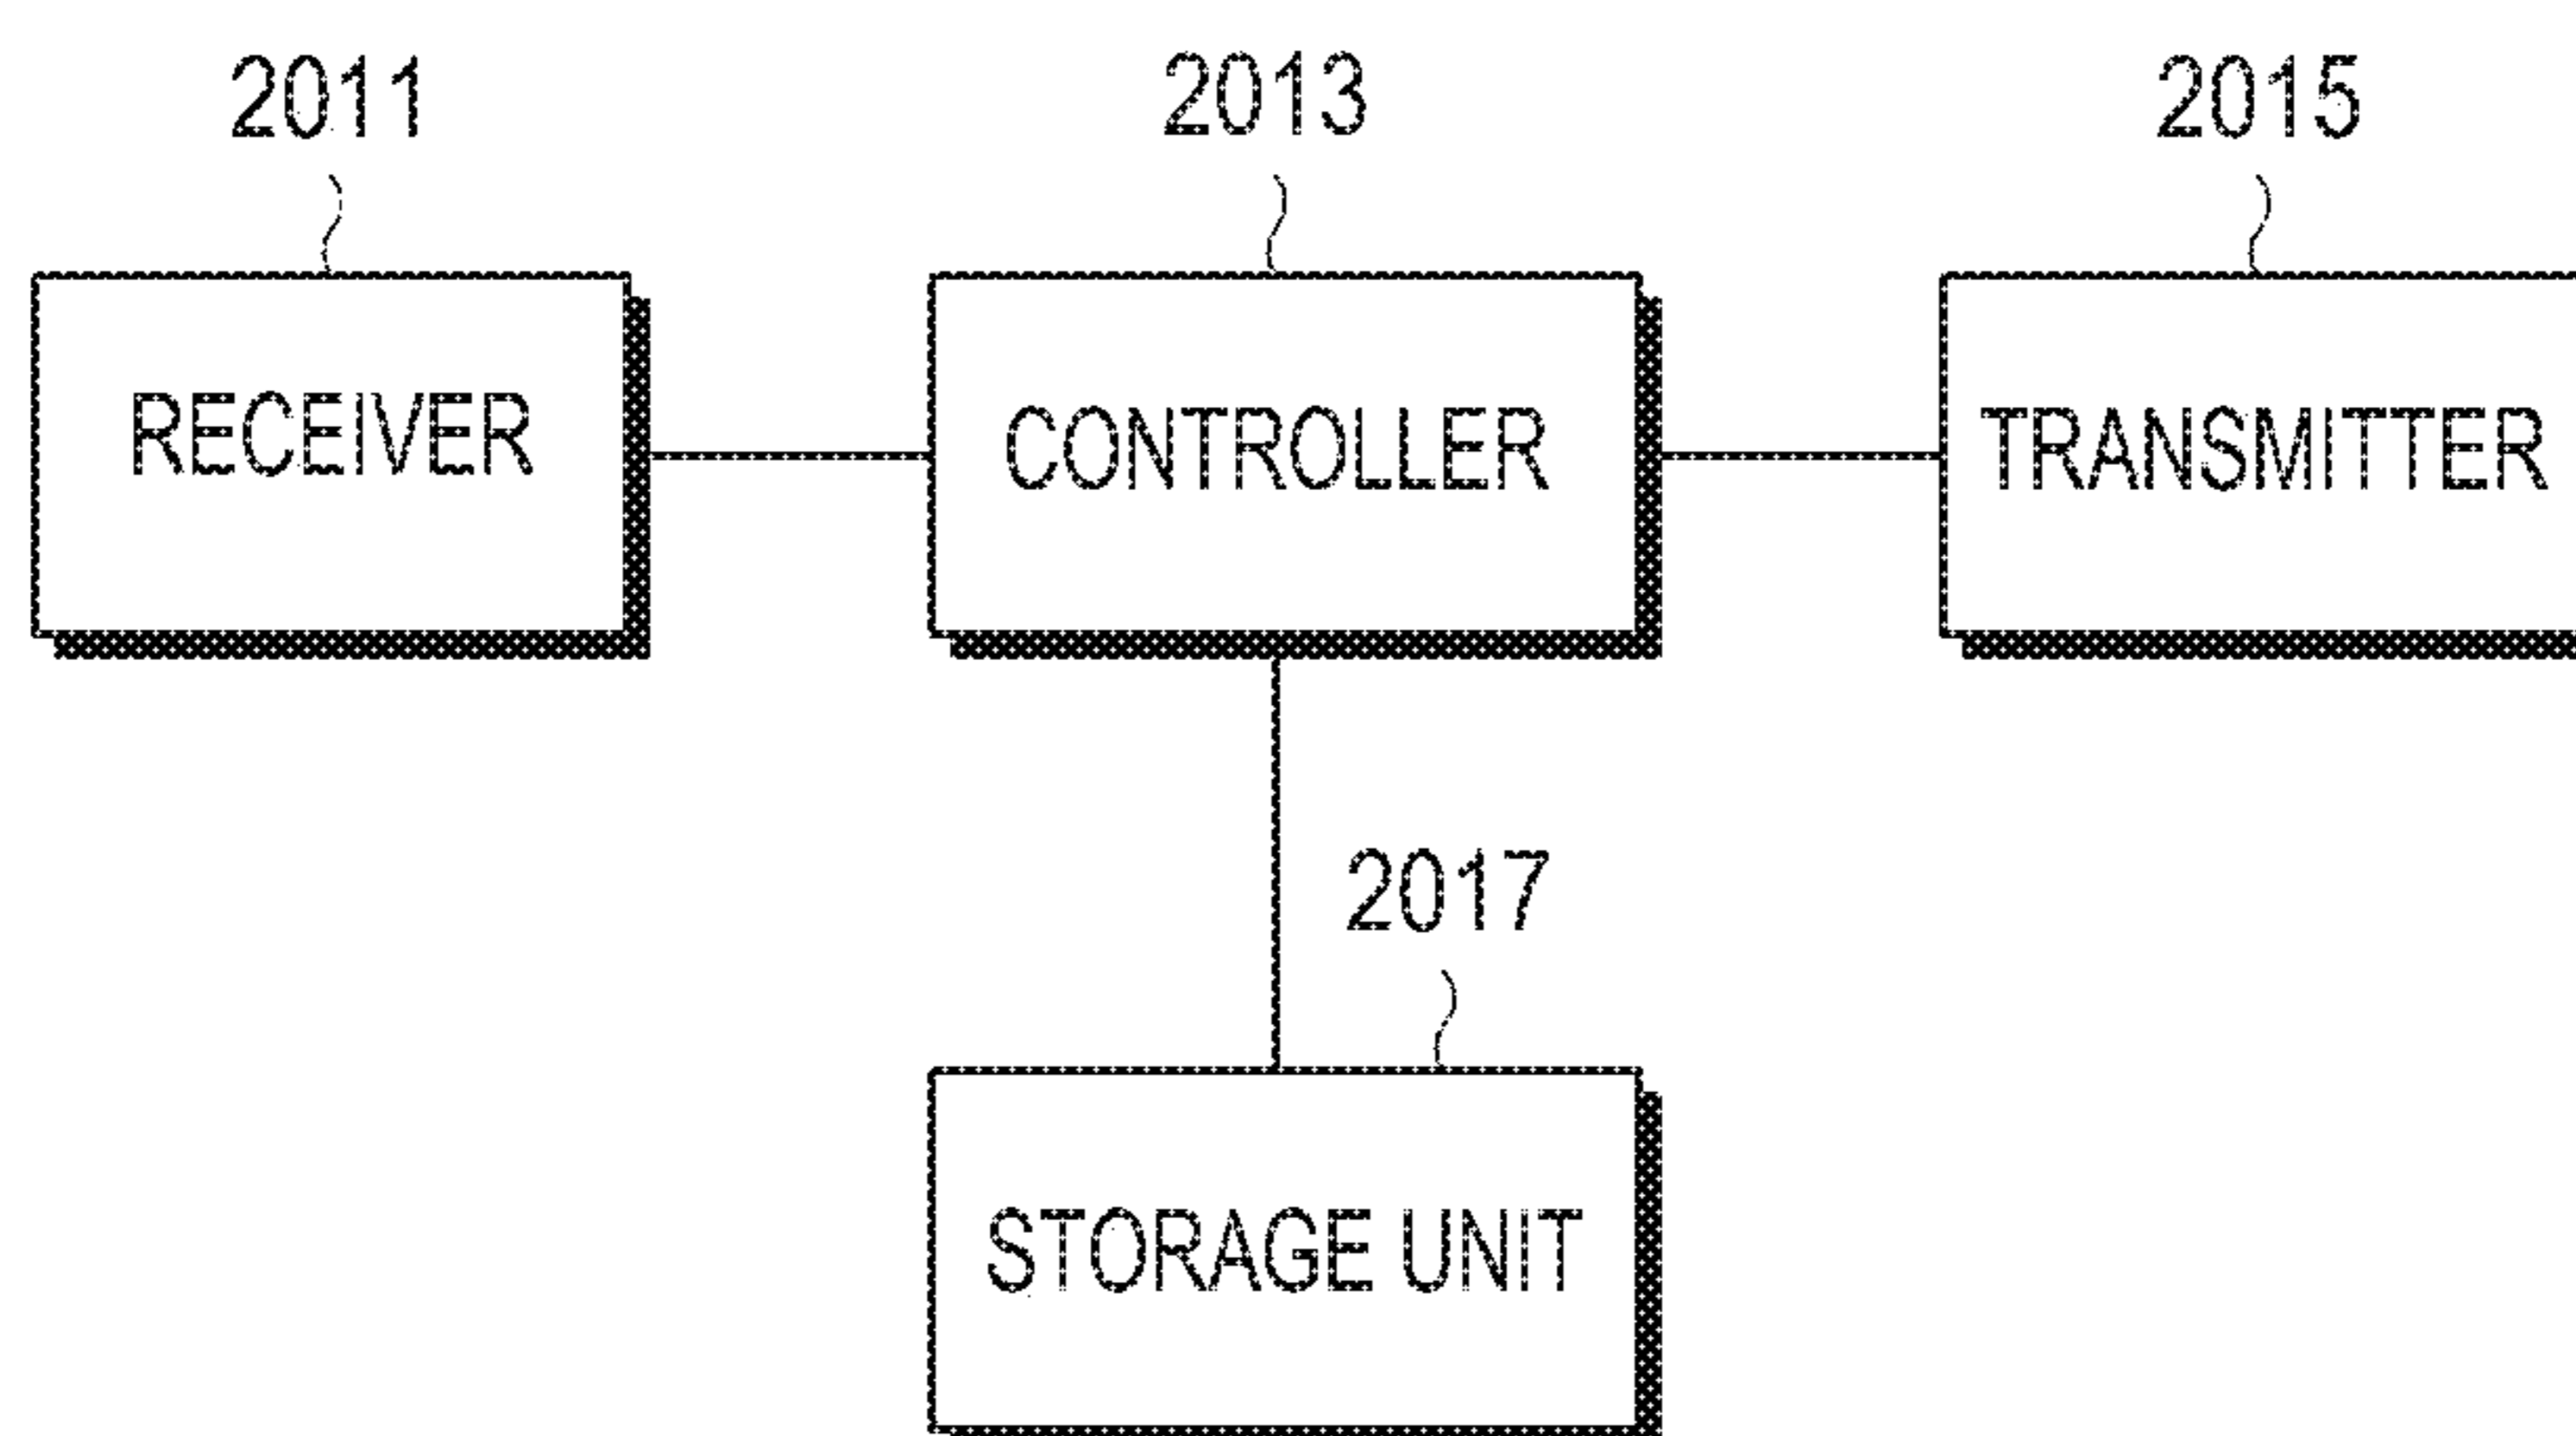 2011
2013
2015
RECEIVER
CONTROLLER
TRANSMITTER
2017
STORAGE UNIT